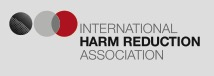 INTERNATIONAL
HARM REDUCTION
ASSOCIATION